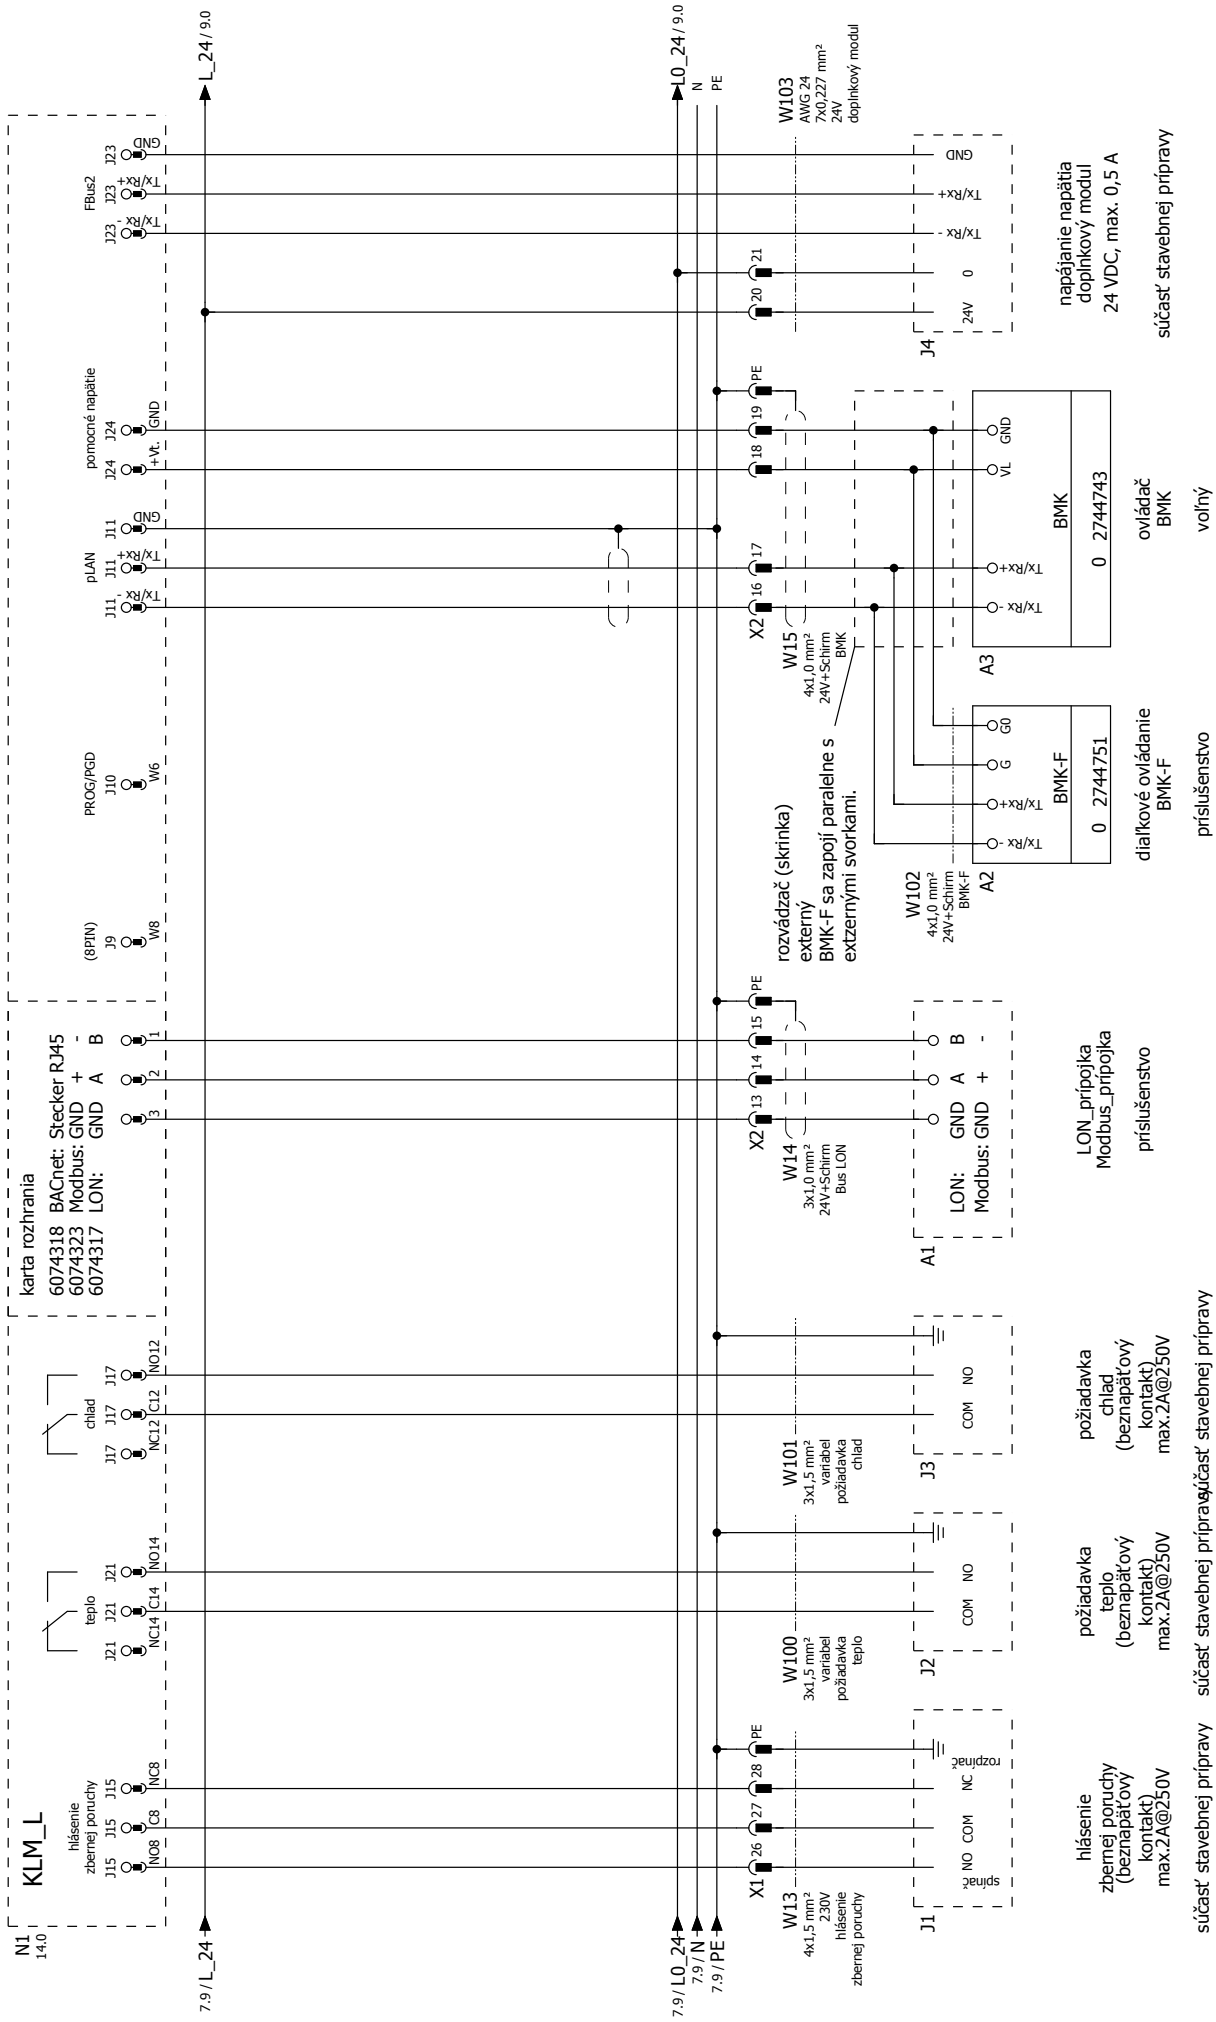 N1
14.0
KLM_L
hlásenie
zbernej poruchy
J15
NO8
J15
C8
J15
NC8
teplo
J21
NC14
J21
C14
J21
NO14
chlad
J17
NC12
J17
C12
J17
NO12
karta rozhrania
6074318 BACnet: Stecker RJ45
6074323 Modbus: GND + -
6074317 LON: GND A B
3
2
1
(8PIN)
J9
W8
PROG/PGD
J10
W6
pLAN
J11
Tx/Rx -
J11
Tx/Rx+
J11
GND
pomocné napätie
J24
+Vt.
J24
GND
FBus2
J23
Tx/Rx -
J23
Tx/Rx+
J23
GND
7.9 / L_24
L_24 / 9.0
7.9 / L0_24
L0_24 / 9.0
7.9 / N
N
7.9 / PE
PE
X1
26
27
28
PE
W13
4x1,5 mm²
230V
hlásenie
zbernej poruchy
W100
3x1,5 mm²
variabel
požiadavka
teplo
W101
3x1,5 mm²
variabel
požiadavka
chlad
X2
13
14
15
PE
W14
3x1,0 mm²
24V+Schirm
Bus LON
rozvádzač (skrinka)
externý
BMK-F sa zapojí paralelne s
extzernými svorkami.
X2
16
17
18
19
PE
W15
4x1,0 mm²
24V+Schirm
BMK
W102
4x1,0 mm²
24V+Schirm
BMK-F
20
21
W103
AWG 24
7x0,227 mm²
24V
doplnkový modul
J1
NO
spínač
COM
NC
rozpínač
J2
COM
NO
J3
COM
NO
A1
LON: GND A B
Modbus: GND + -
A2
Tx/Rx -
Tx/Rx+
G
G0
BMK-F
0 2744751
A3
Tx/Rx -
Tx/Rx+
VL
GND
BMK
0 2744743
J4
24V
0
Tx/Rx -
Tx/Rx+
GND
hlásenie
zbernej poruchy
(beznapäťový
kontakt)
max.2A@250V
súčasť stavebnej prípravy
požiadavka
teplo
(beznapäťový
kontakt)
max.2A@250V
súčasť stavebnej prípravy
požiadavka
chlad
(beznapäťový
kontakt)
max.2A@250V
súčasť stavebnej prípravy
LON_prípojka
Modbus_prípojka
príslušenstvo
diaľkové ovládanie
BMK-F
príslušenstvo
ovládáč
BMK
voľný
napájanie napätia
doplnkový modul
24 VDC, max. 0,5 A
súčasť stavebnej prípravy